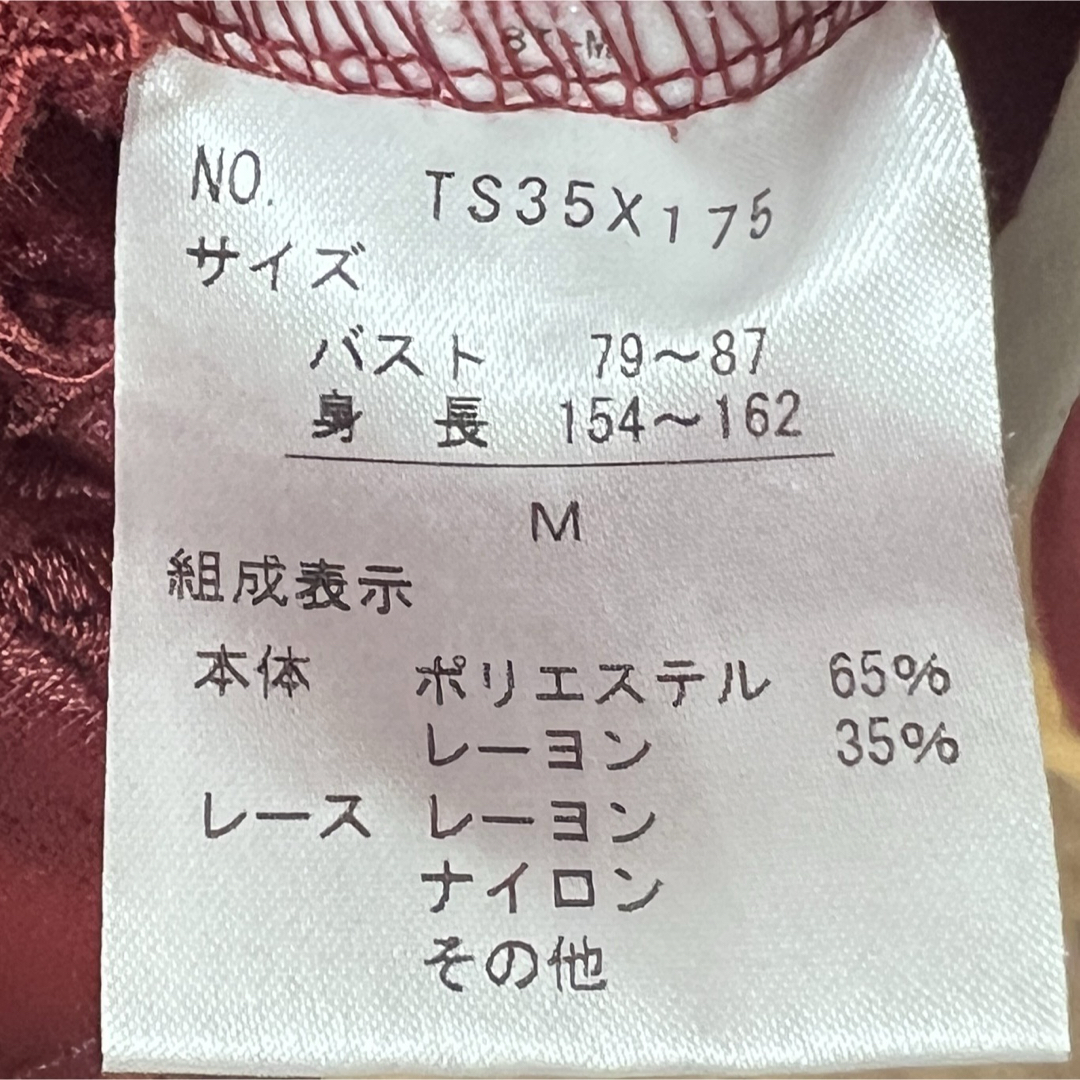 NO. TS35X175
サイズ
バスト 79～87
身長 154～162
M
組成表示
本体 ポリエステル 65%
レーヨン 35%
レース レーヨン
ナイロン
その他